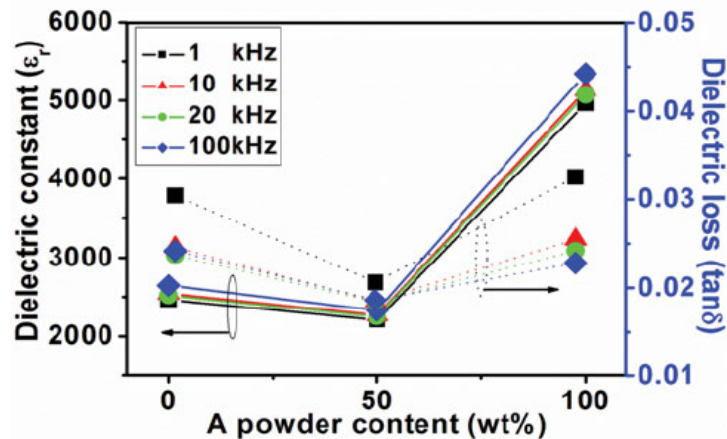 Dielectric constant (εr)
6000
5000
4000
3000
2000
1 kHz
10 kHz
20 kHz
100kHz
0.05
0.04
0.03
0.02
0.01
Dielectric loss (tanδ)
0 50 100
A powder content (wt%)